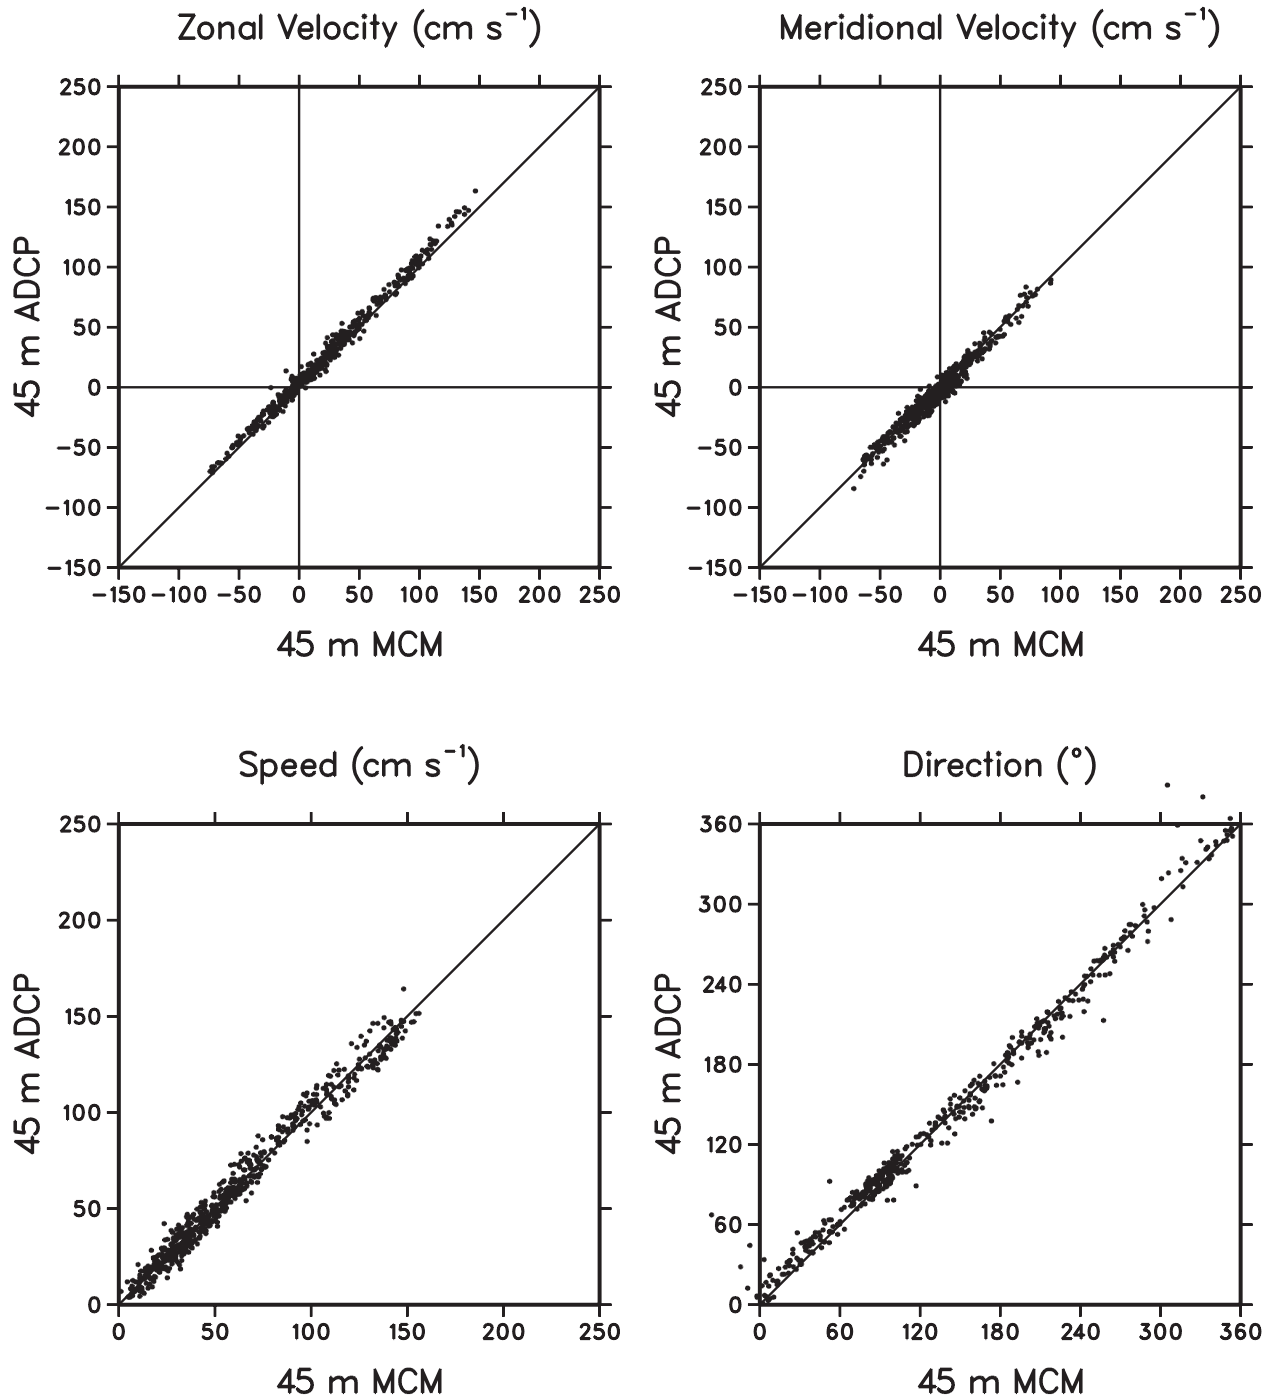 Zonal Velocity (cm s⁻¹)
Meridional Velocity (cm s⁻¹)
250
200
150
100
50
0
−50
−100
−150
45 m ADCP
−150 −100 −50 0 50 100 150 200 250
45 m MCM
250
200
150
100
50
0
−50
−100
−150
45 m ADCP
−150 −100 −50 0 50 100 150 200 250
45 m MCM
Speed (cm s⁻¹)
Direction (°)
250
200
150
100
50
0
45 m ADCP
0 50 100 150 200 250
45 m MCM
360
300
240
180
120
60
0
45 m ADCP
0 60 120 180 240 300 360
45 m MCM